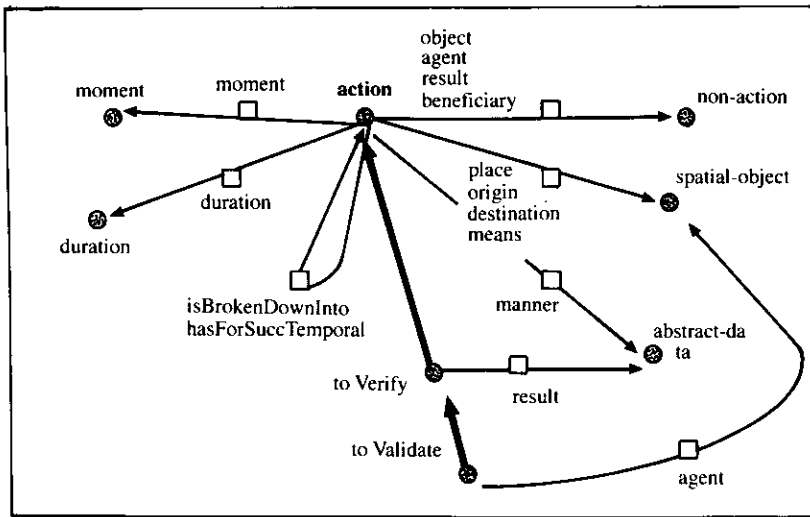 object
agent
result
beneficiary
moment
moment
action
non-action
place
origin
destination
means
spatial-object
duration
duration
isBrokenDownInto
hasForSuccTemporal
manner
abstract-da
ta
to Verify
result
to Validate
agent